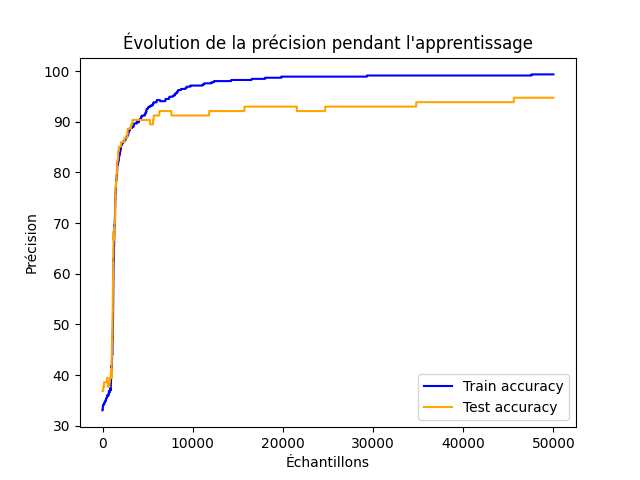 Évolution de la précision pendant l'apprentissage
100
90
80
70
60
50
40
30
Précision
0 10000 20000 30000 40000 50000
Échantillons
Train accuracy
Test accuracy